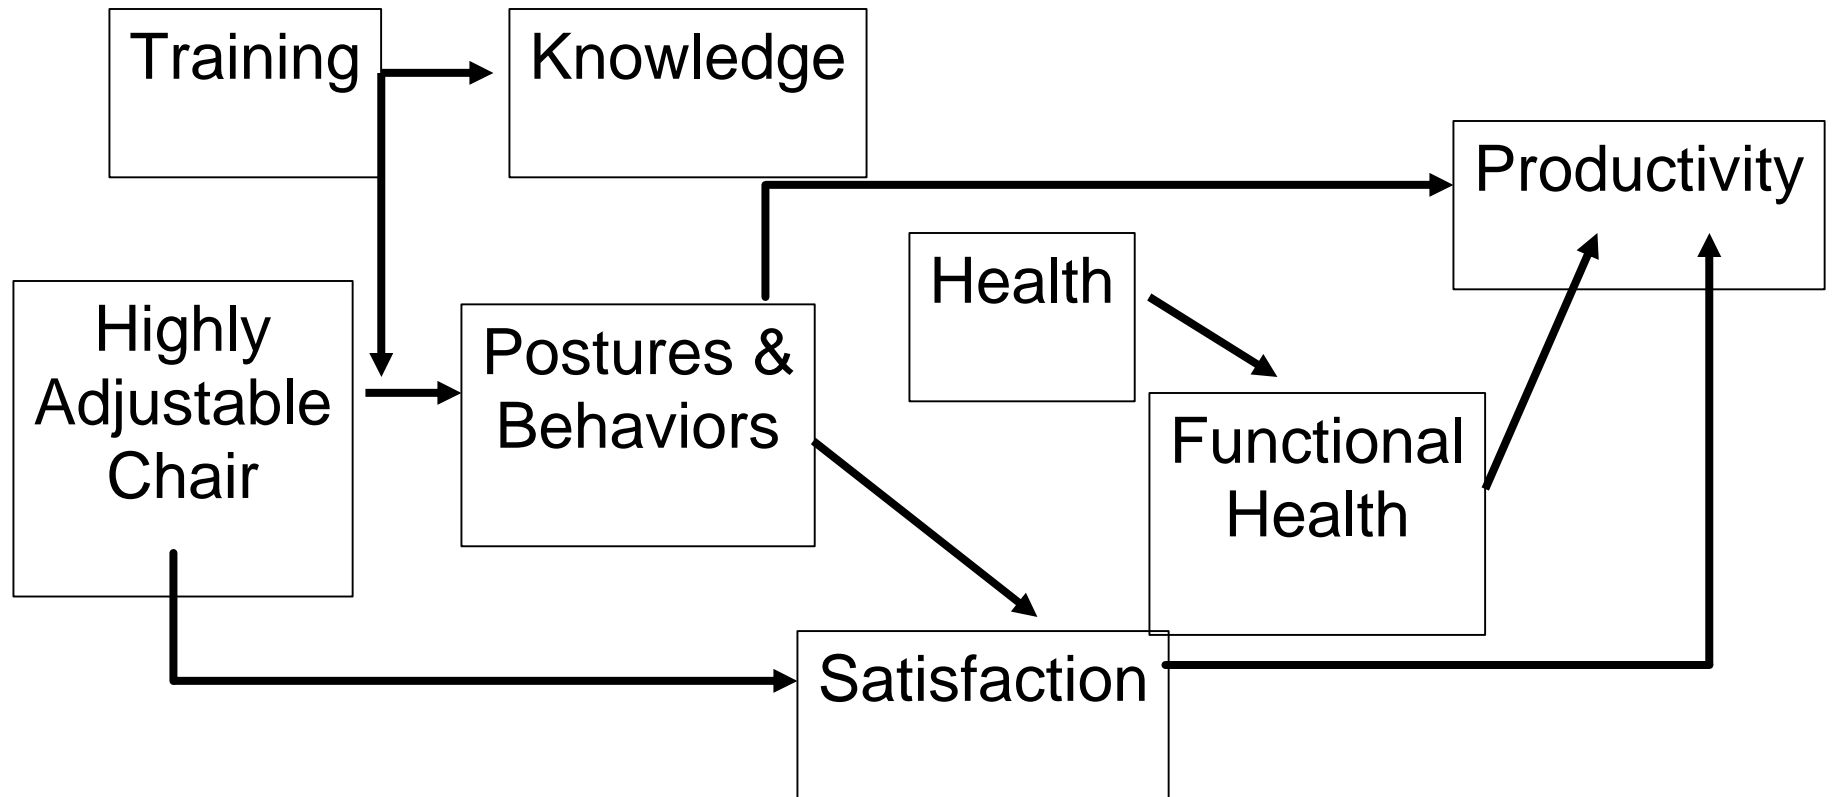 Training
Knowledge
Productivity
Health
Highly
Adjustable
Chair
Postures &
Behaviors
Functional
Health
Satisfaction